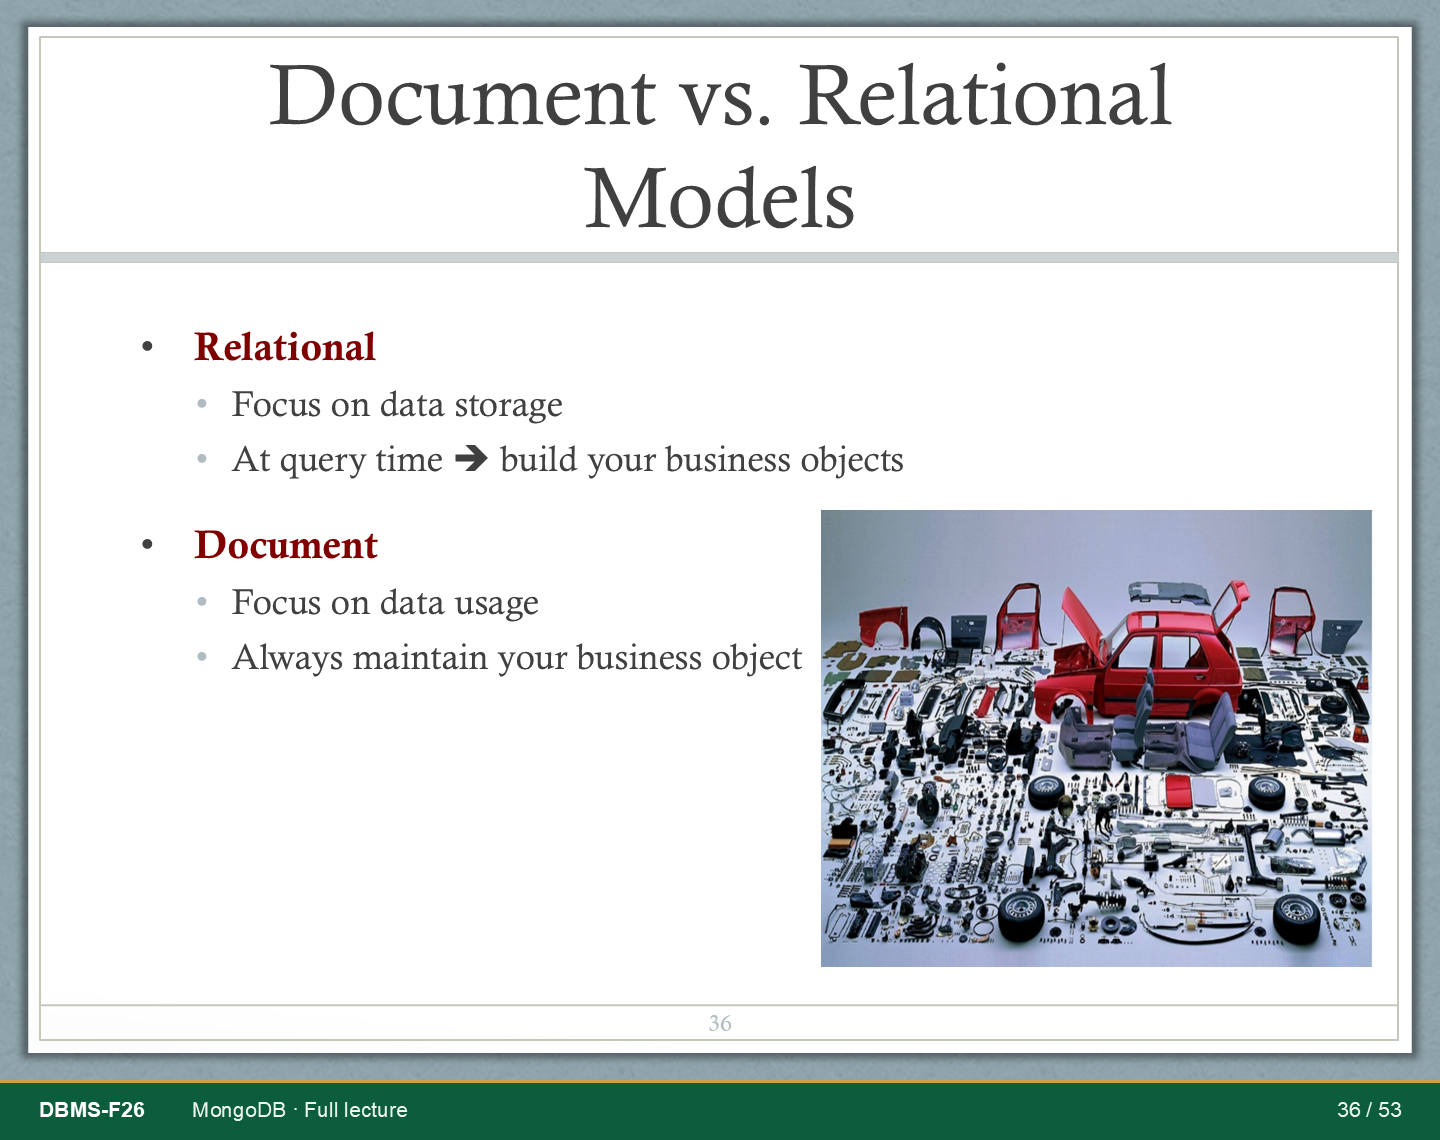 Document vs. Relational
Models
• Relational
• Focus on data storage
• At query time ➔ build your business objects
• Document
• Focus on data usage
• Always maintain your business object
36
DBMS-F26 MongoDB · Full lecture 36 / 53